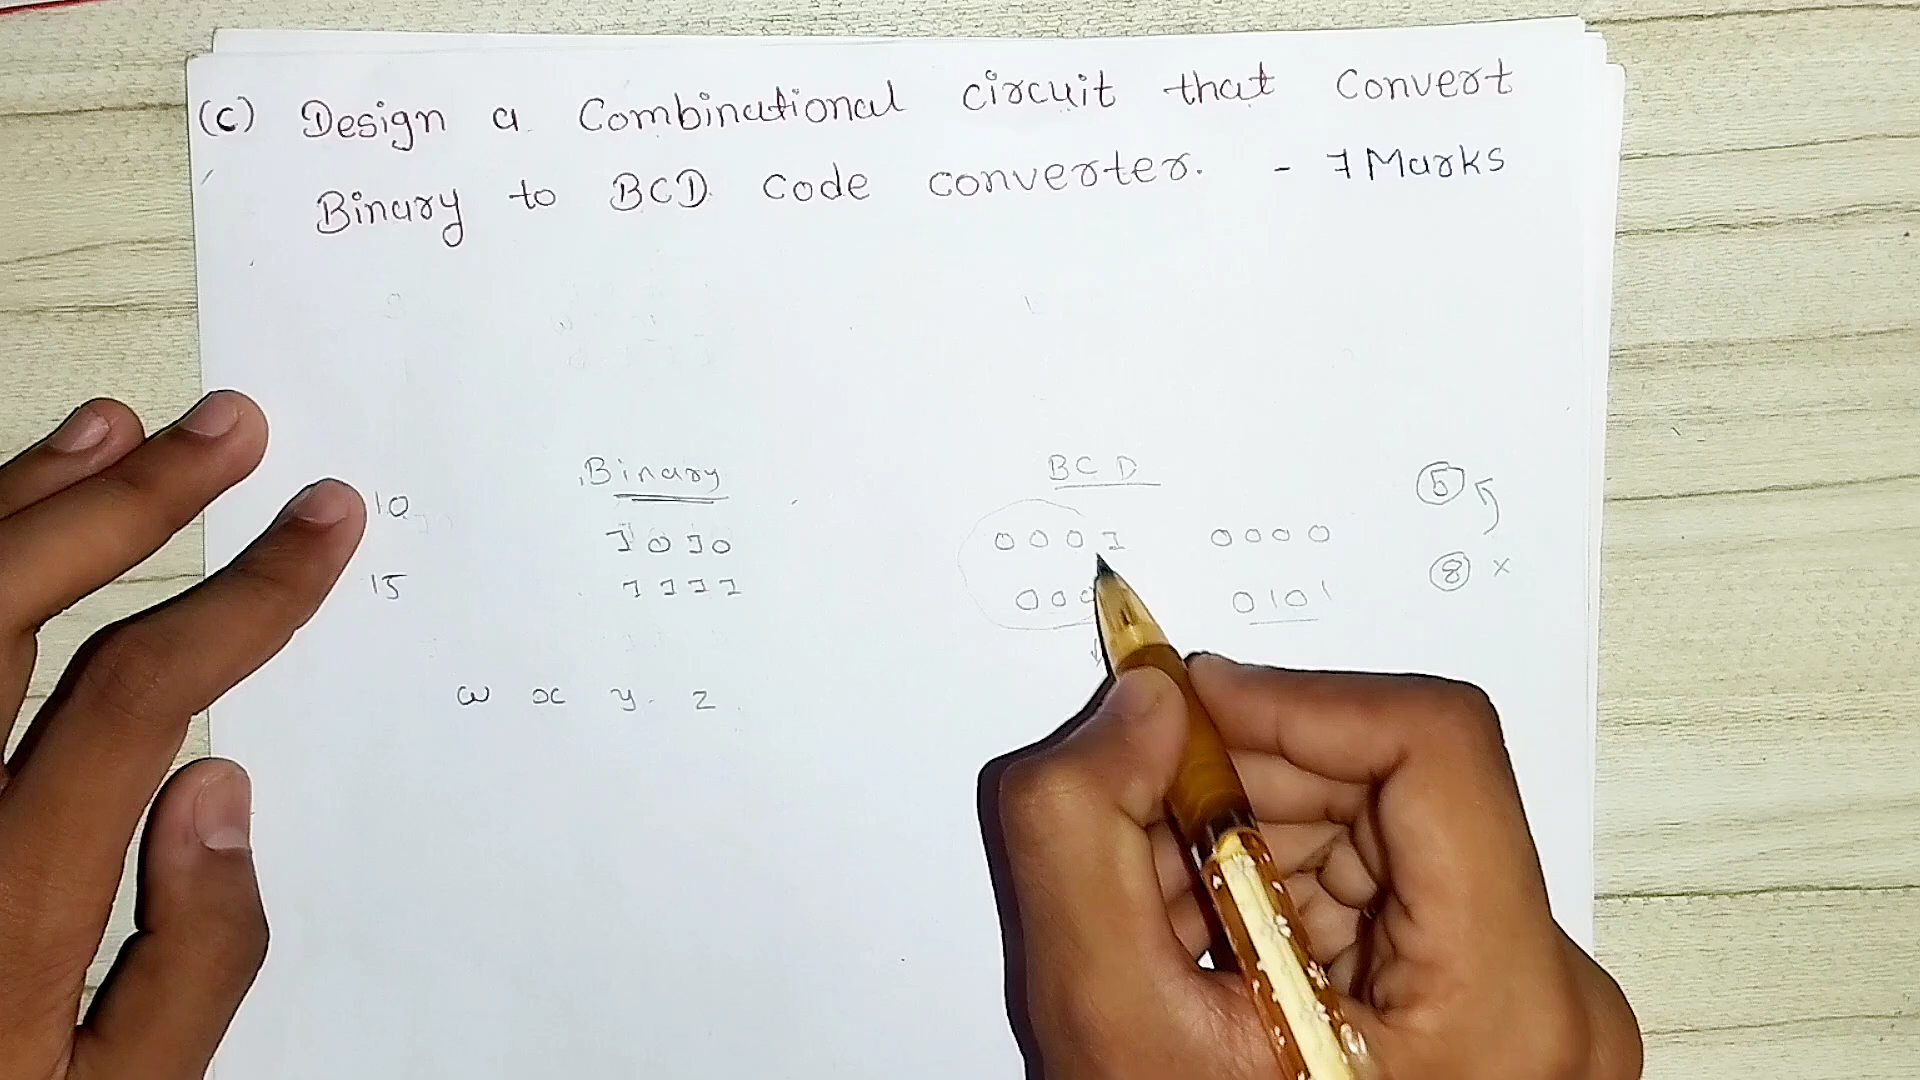 (c) Design a Combinational circuit that Convert
Binary to BCD Code converter. - 7 Marks
Binary BCD 5
10 1010 0001 0000
15 1111 000 0101 8 x
w x y z